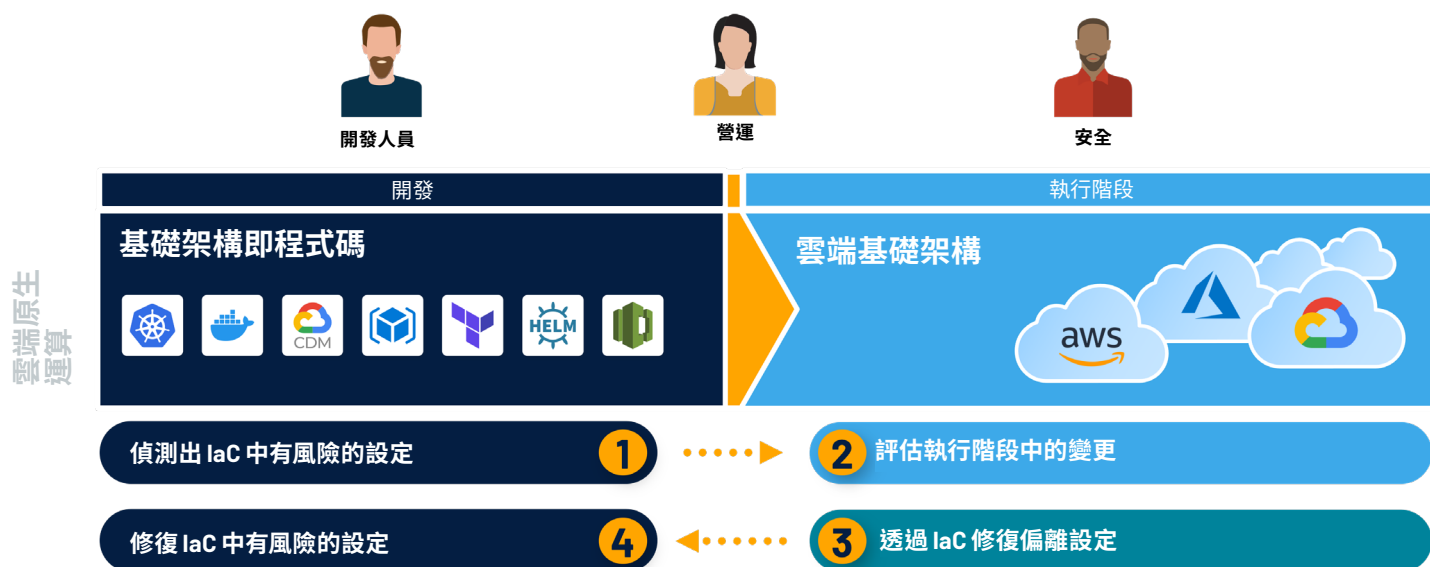 開發人員
營運
安全
開發
執行階段
基礎架構即程式碼
雲端基礎架構
CDM
HELM
aws
雲端原生
運算
偵測出 IaC 中有風險的設定
1
2
評估執行階段中的變更
修復 IaC 中有風險的設定
4
3
透過 IaC 修復偏離設定